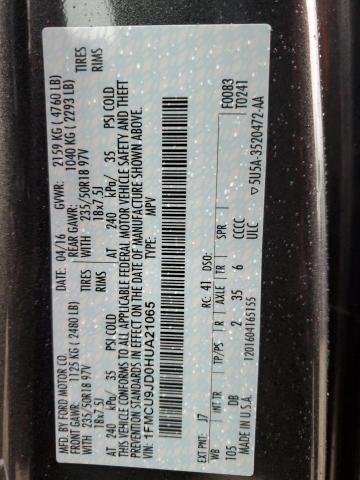 MFD. BY FORD MOTOR CO.
DATE: 04/16 GVWR: 2159 KG ( 4760 LB)
FRONT GAWR: 1125 KG ( 2480 LB) REAR GAWR: 1040 KG ( 2293 LB)
235/50R18 97V TIRES WITH 235/50R18 97V TIRES
18x7.5J RIMS WITH 18x7.5J RIMS
AT 240 kPa/ 35 PSI COLD AT 240 kPa/ 35 PSI COLD
THIS VEHICLE CONFORMS TO ALL APPLICABLE FEDERAL MOTOR VEHICLE SAFETY AND THEFT
PREVENTION STANDARDS IN EFFECT ON THE DATE OF MANUFACTURE SHOWN ABOVE.
VIN: 1FMCU9JD0HUA21065 TYPE: MPV
F0083
T0241
EXT PNT: J7 RC: 41 DSO:
WB INT TR TP/PS R AXLE TR SPR
105 DB 2 35 6 CCCC
ULC
1201604165155
▽5U5A-3520472-AA